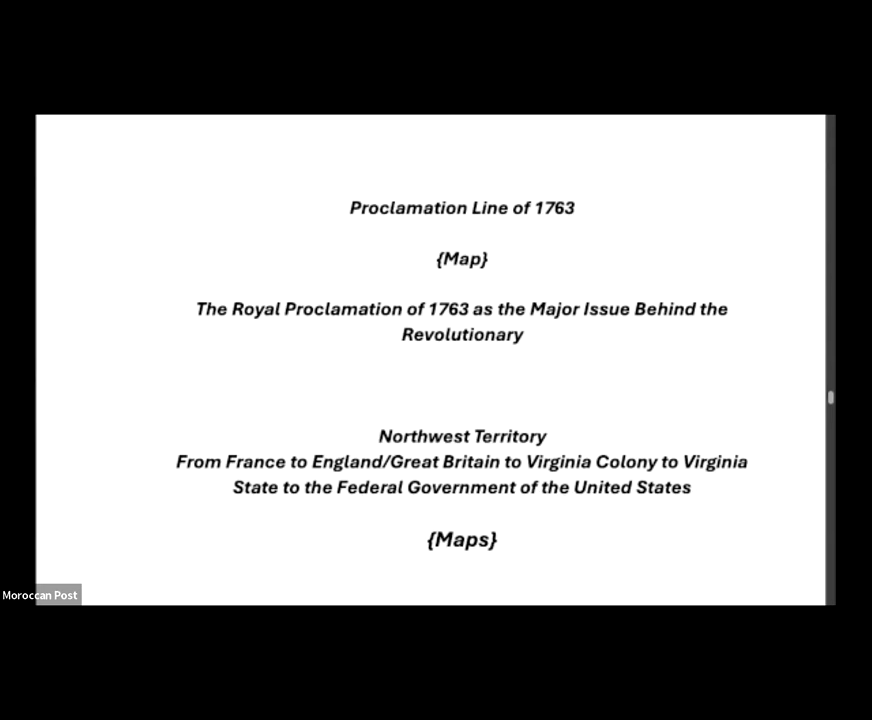 Proclamation Line of 1763
{Map}
The Royal Proclamation of 1763 as the Major Issue Behind the
Revolutionary
Northwest Territory
From France to England/Great Britain to Virginia Colony to Virginia
State to the Federal Government of the United States
{Maps}
Moroccan Post